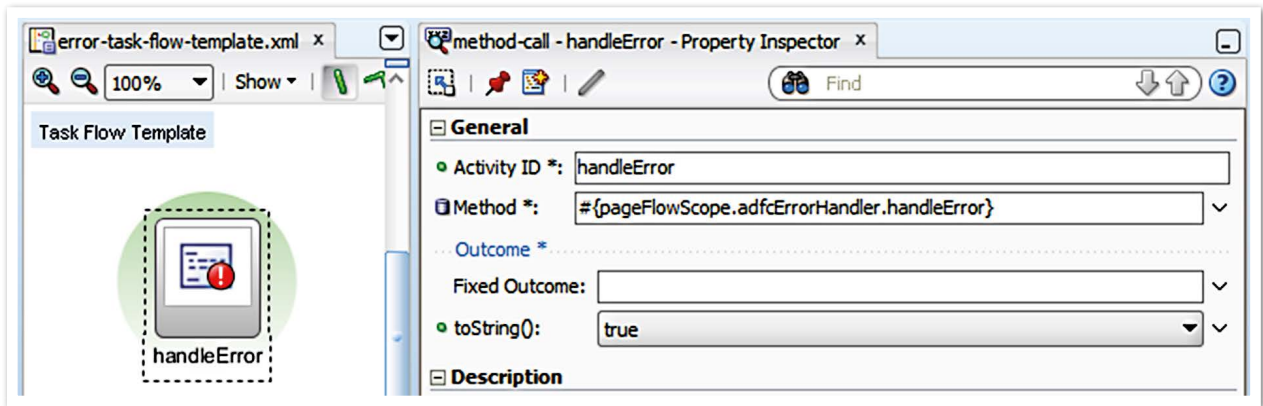 error-task-flow-template.xml x
100% Show
Task Flow Template
handleError
method-call - handleError - Property Inspector x
Find
General
Activity ID *: handleError
Method *: #{pageFlowScope.adfcErrorHandler.handleError}
Outcome *
Fixed Outcome:
toString(): true
Description